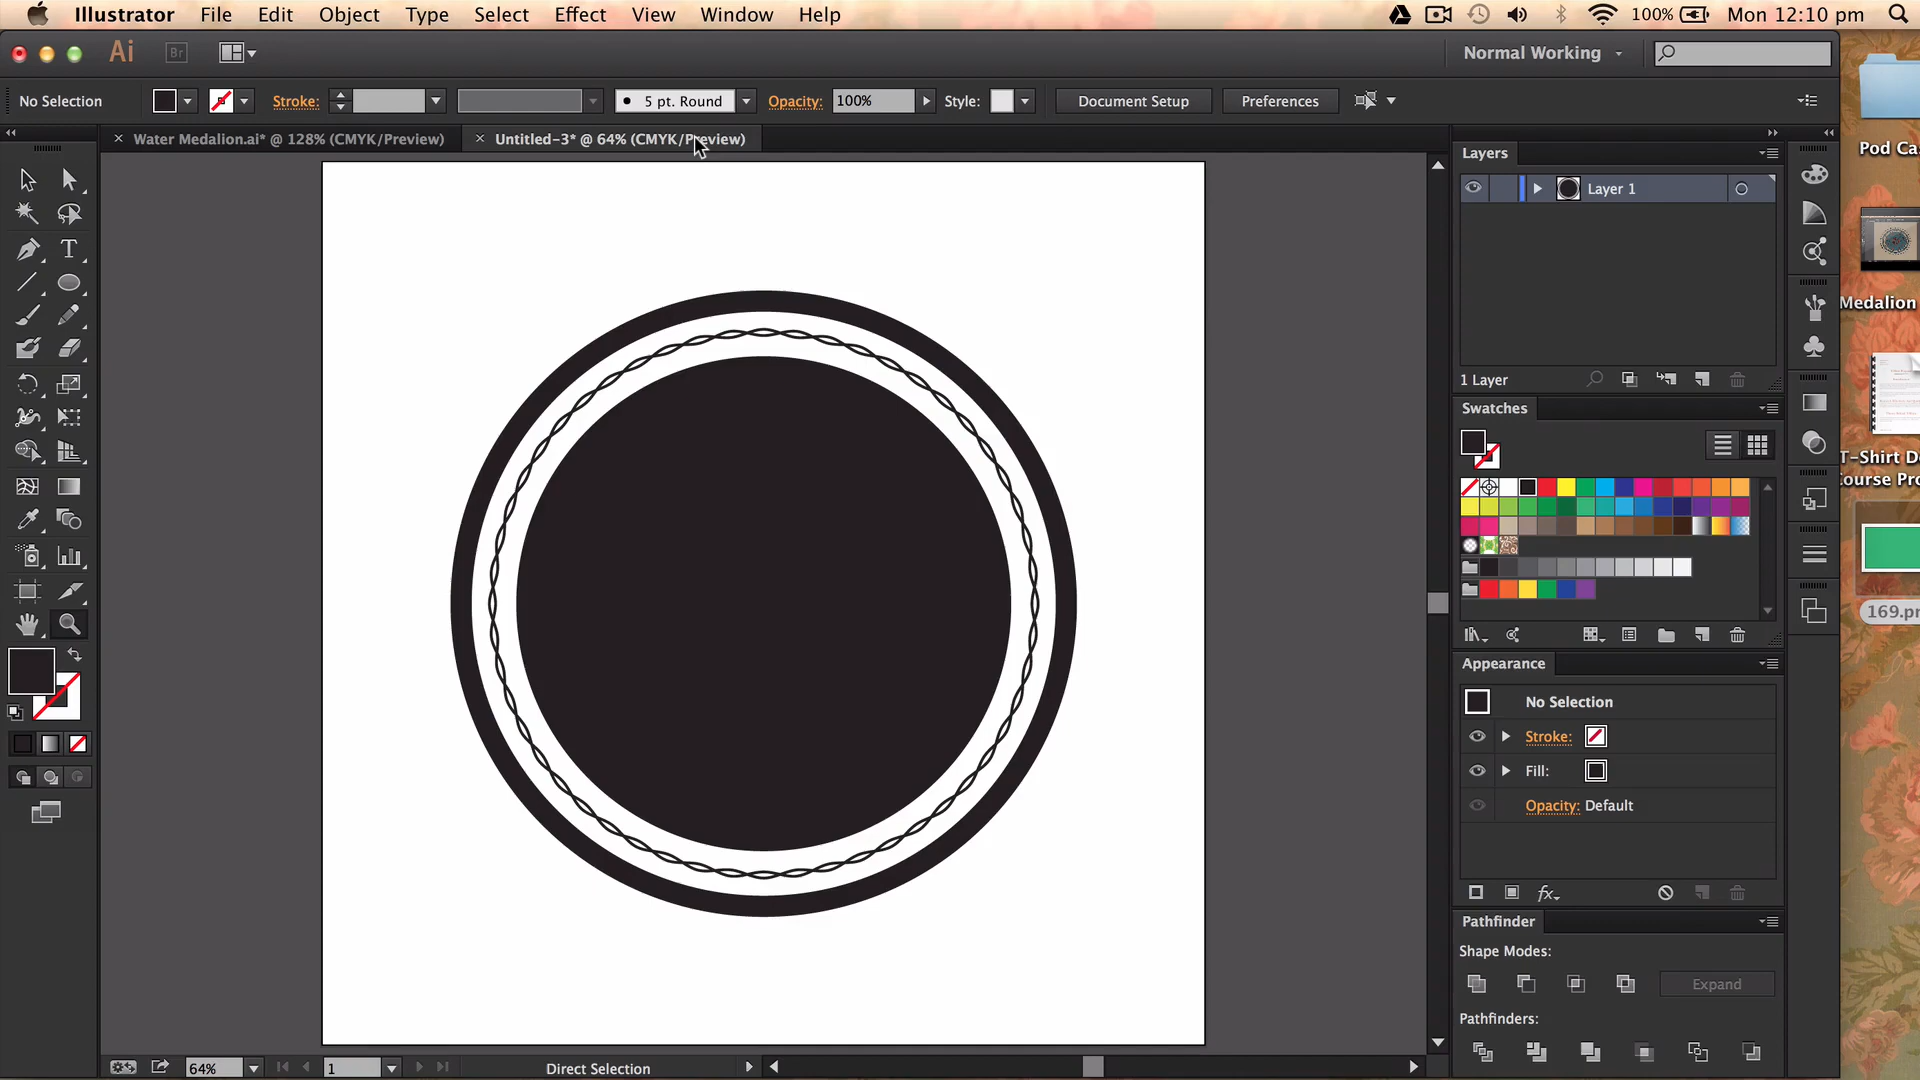 Illustrator File Edit Object Type Select Effect View Window Help 100% Mon 12:10 pm
Ai Br Normal Working
No Selection Stroke: 5 pt. Round Opacity: 100% Style: Document Setup Preferences
Water Medalion.ai* @ 128% (CMYK/Preview) Untitled-3* @ 64% (CMYK/Preview)
Layers
Layer 1
1 Layer
Swatches
Appearance
No Selection
Stroke:
Fill:
Opacity: Default
fx
Pathfinder
Shape Modes:
Expand
Pathfinders:
64% 1 Direct Selection
Pod Ca
Medalion
T-Shirt D
ourse Pr
169.p